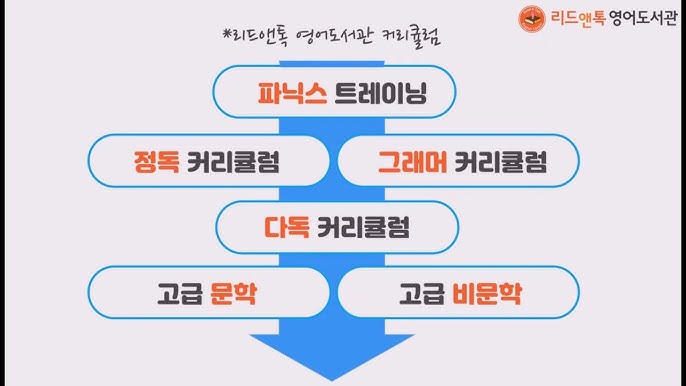 리드앤톡 영어도서관
*리드앤톡 영어도서관 커리큘럼
파닉스 트레이닝
정독 커리큘럼 그래머 커리큘럼
다독 커리큘럼
고급 문학 고급 비문학